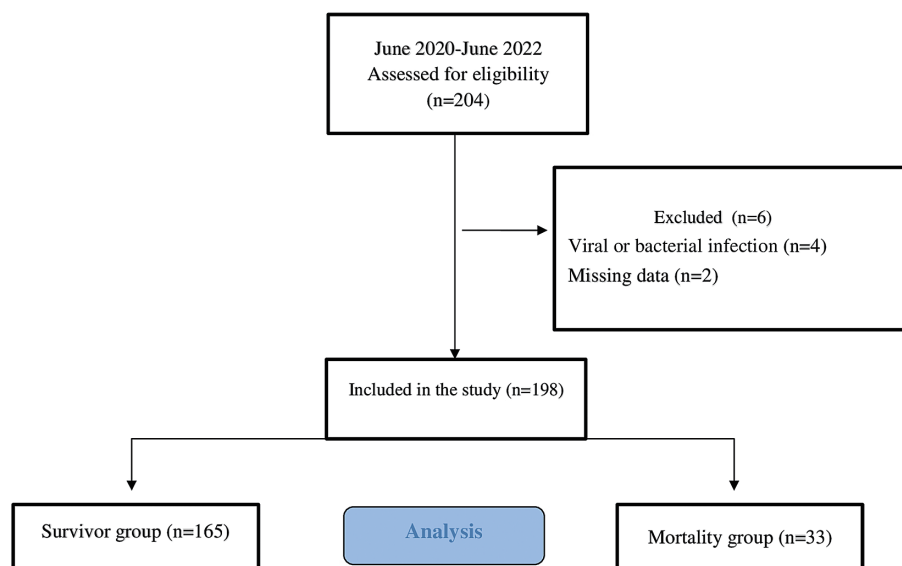 June 2020-June 2022
Assessed for eligibility
(n=204)
Excluded (n=6)
Viral or bacterial infection (n=4)
Missing data (n=2)
Included in the study (n=198)
Survivor group (n=165)
Analysis
Mortality group (n=33)